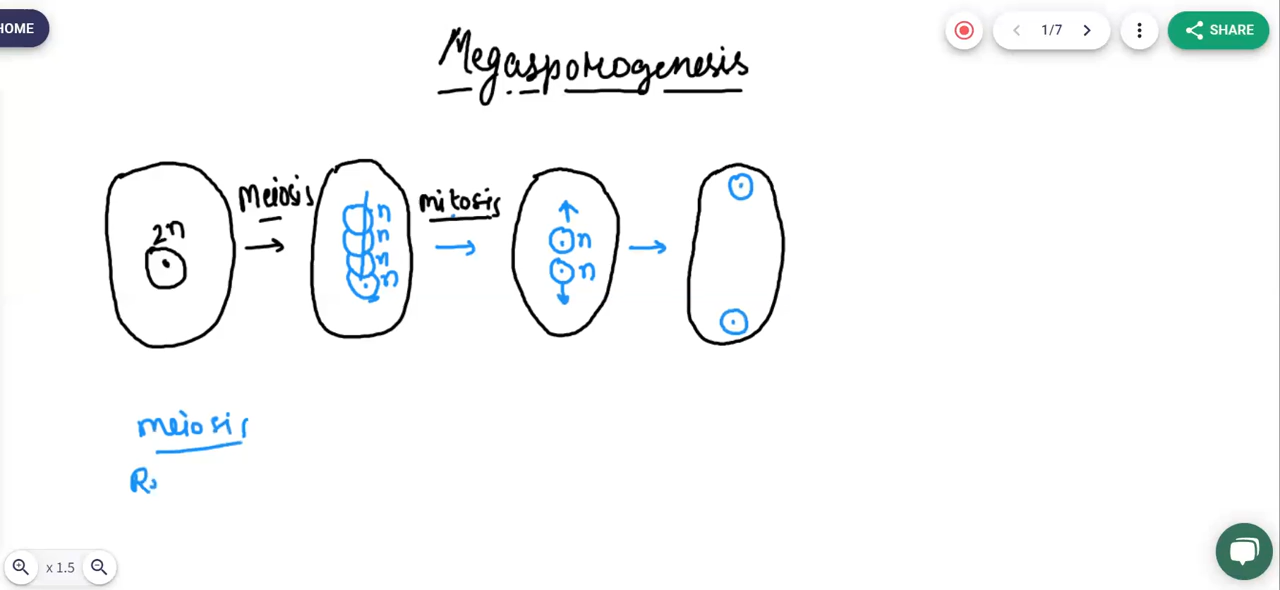 HOME
1/7
SHARE
Megasporogenesis
2n
Meiosis
n
n
n
n
mitosis
n
n
meiosis
x 1.5